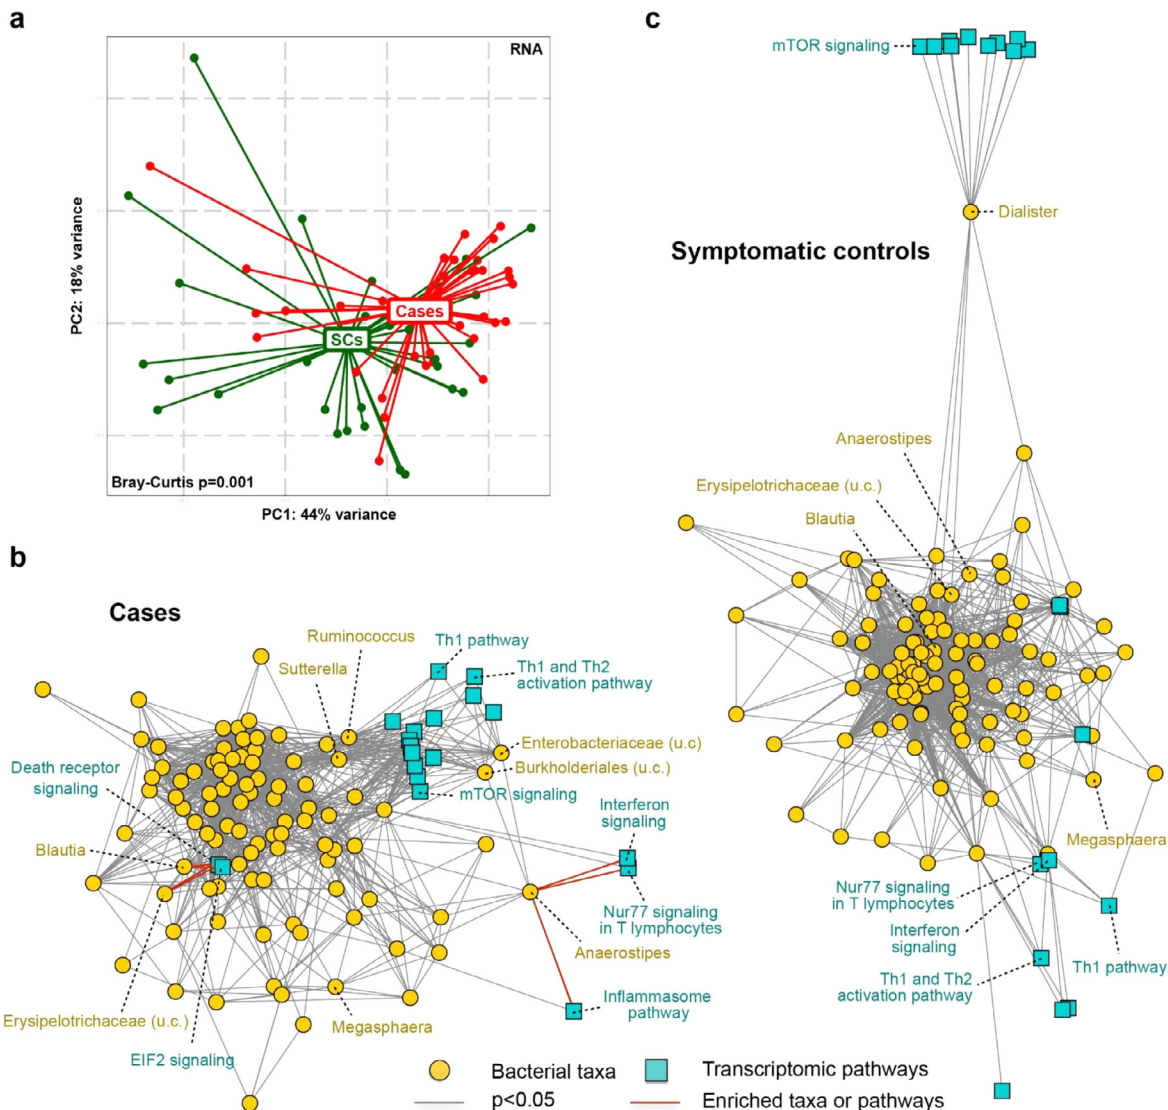 a
RNA
PC2: 18% variance
Cases
SCs
Bray-Curtis p=0.001
PC1: 44% variance
b
Cases
Ruminococcus
Sutterella
Th1 pathway
Th1 and Th2
activation pathway
Enterobacteriaceae (u.c)
Burkholderiales (u.c.)
mTOR signaling
Death receptor
signaling
Interferon
signaling
Blautia
Nur77 signaling
in T lymphocytes
Anaerostipes
Inflammasome
pathway
Erysipelotrichaceae (u.c.)
Megasphaera
EIF2 signaling
c
mTOR signaling
Dialister
Symptomatic controls
Anaerostipes
Erysipelotrichaceae (u.c.)
Blautia
Megasphaera
Nur77 signaling
in T lymphocytes
Interferon
signaling
Th1 pathway
Th1 and Th2
activation pathway
Bacterial taxa
Transcriptomic pathways
p<0.05
Enriched taxa or pathways